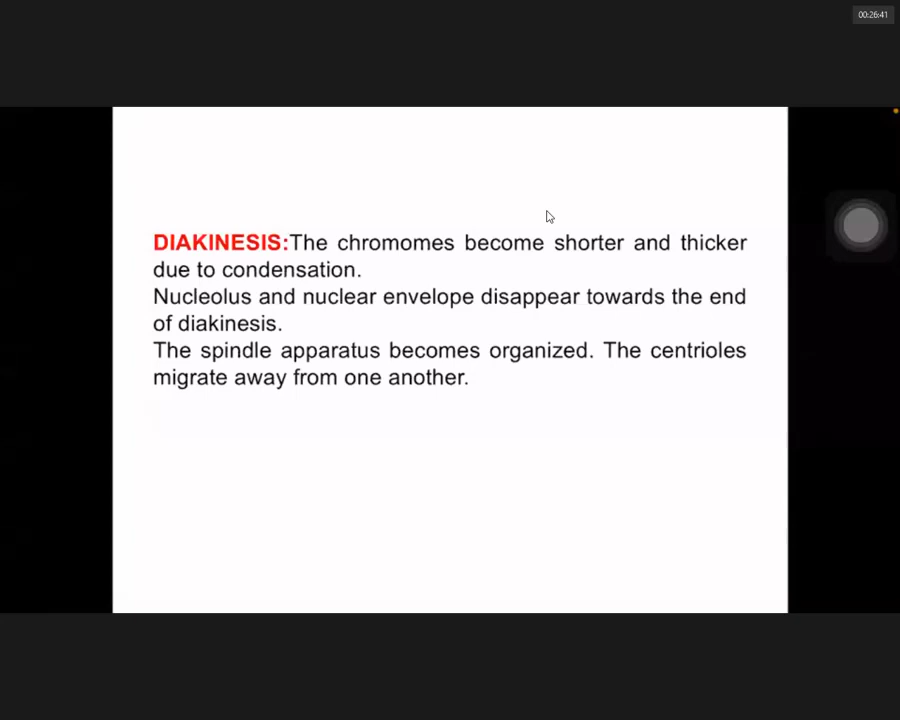 00:26:41
DIAKINESIS:The chromomes become shorter and thicker
due to condensation.
Nucleolus and nuclear envelope disappear towards the end
of diakinesis.
The spindle apparatus becomes organized. The centrioles
migrate away from one another.